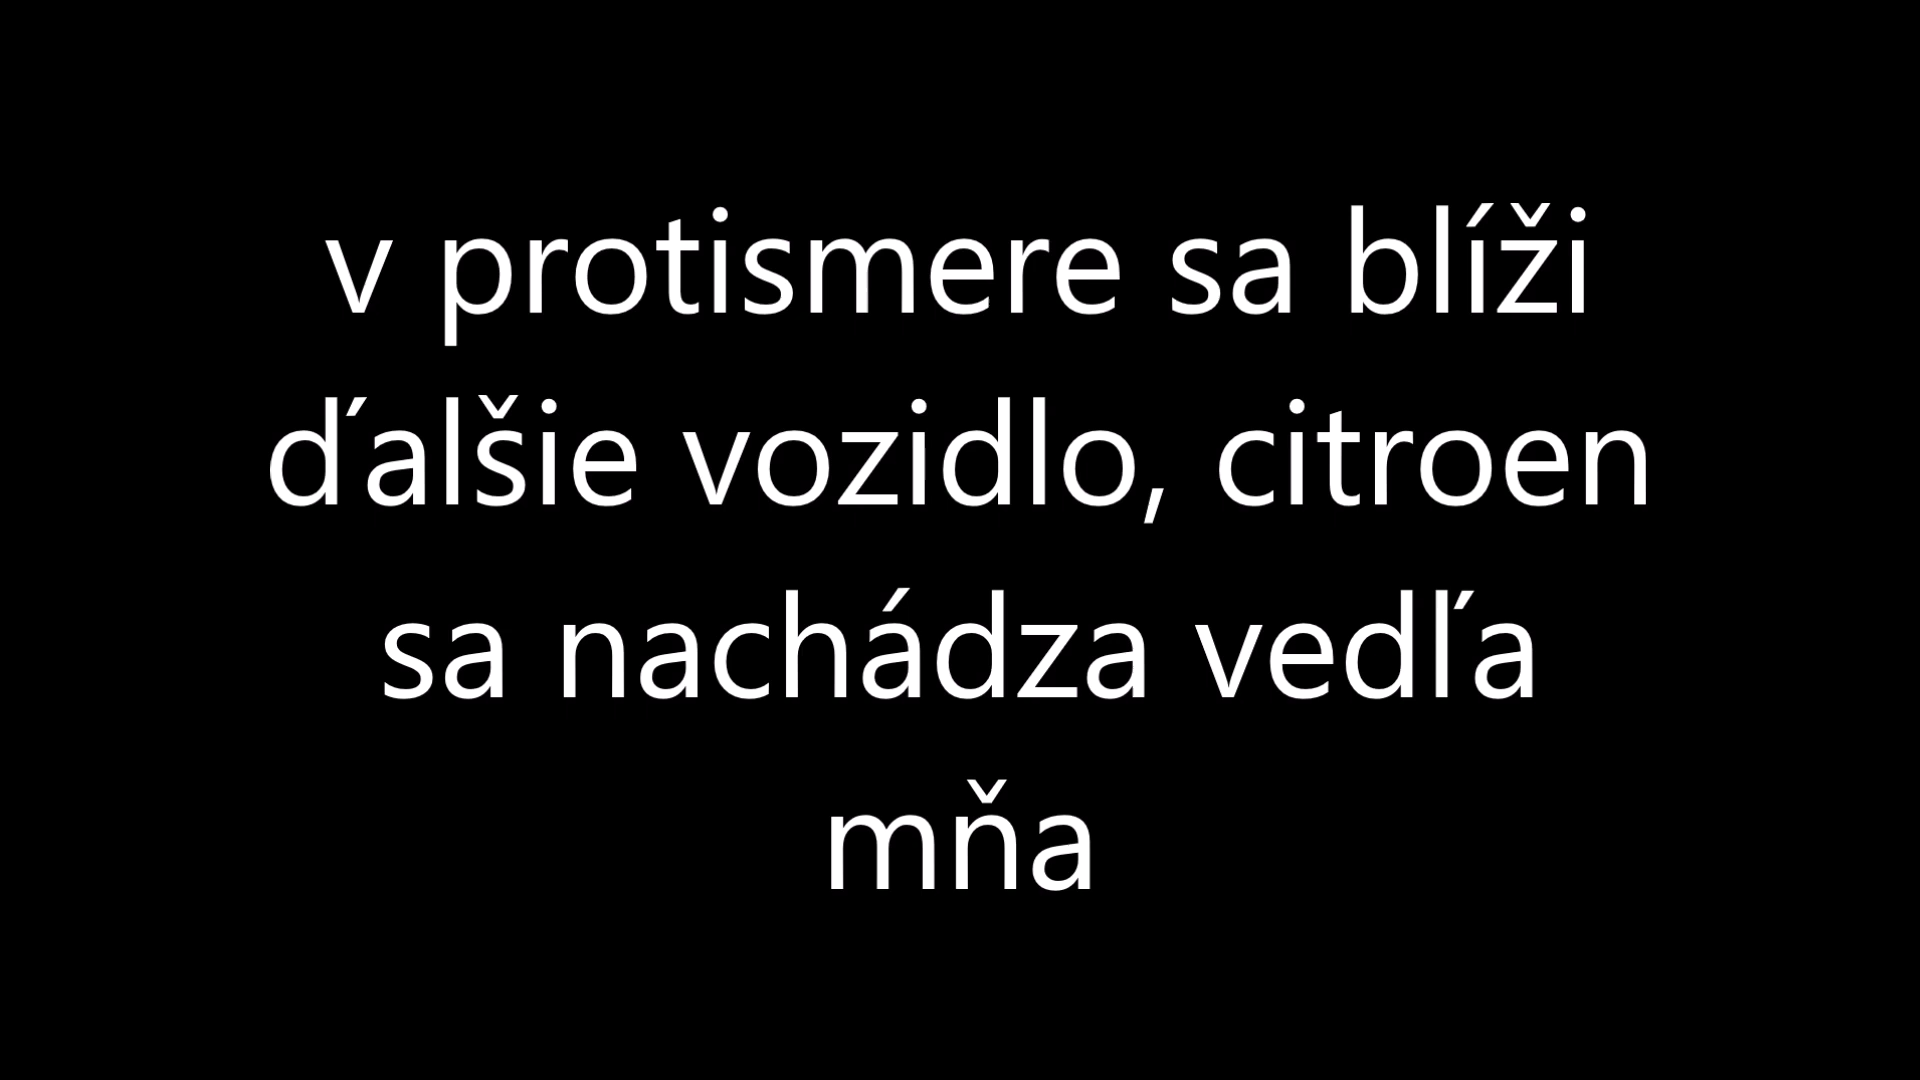 v protismere sa blíži
ďalšie vozidlo, citroen
sa nachádza vedľa
mňa